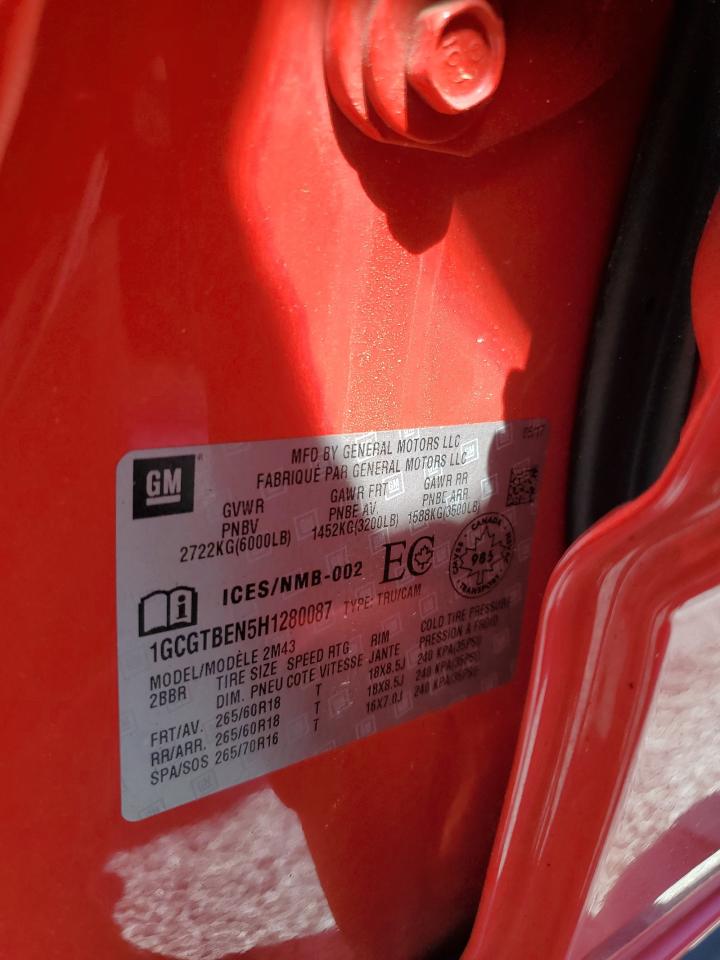 GM
MFD BY GENERAL MOTORS LLC
05/17
FABRIQUÉ PAR GENERAL MOTORS LLC
GVWR GAWR FRT GAWR RR
PNBV PNBE AV PNBE ARR
2722KG(6000LB) 1452KG(3200LB) 1588KG(3500LB)
ICES/NMB-002 EC
CANADA
985
TRANSPORT
1GCGTBEN5H1280087 TYPE: TRU/CAM
MODEL/MODÈLE 2M43
2BBR TIRE SIZE SPEED RTG RIM COLD TIRE PRESSURE
DIM. PNEU COTE VITESSE JANTE PRESSION À FROID
FRT/AV. 265/60R18 T 18X8.5J 240 KPA(35PSI)
RR/ARR. 265/60R18 T 18X8.5J 240 KPA(35PSI)
SPA/SOS 265/70R16 T 16X7.0J 240 KPA(35PSI)